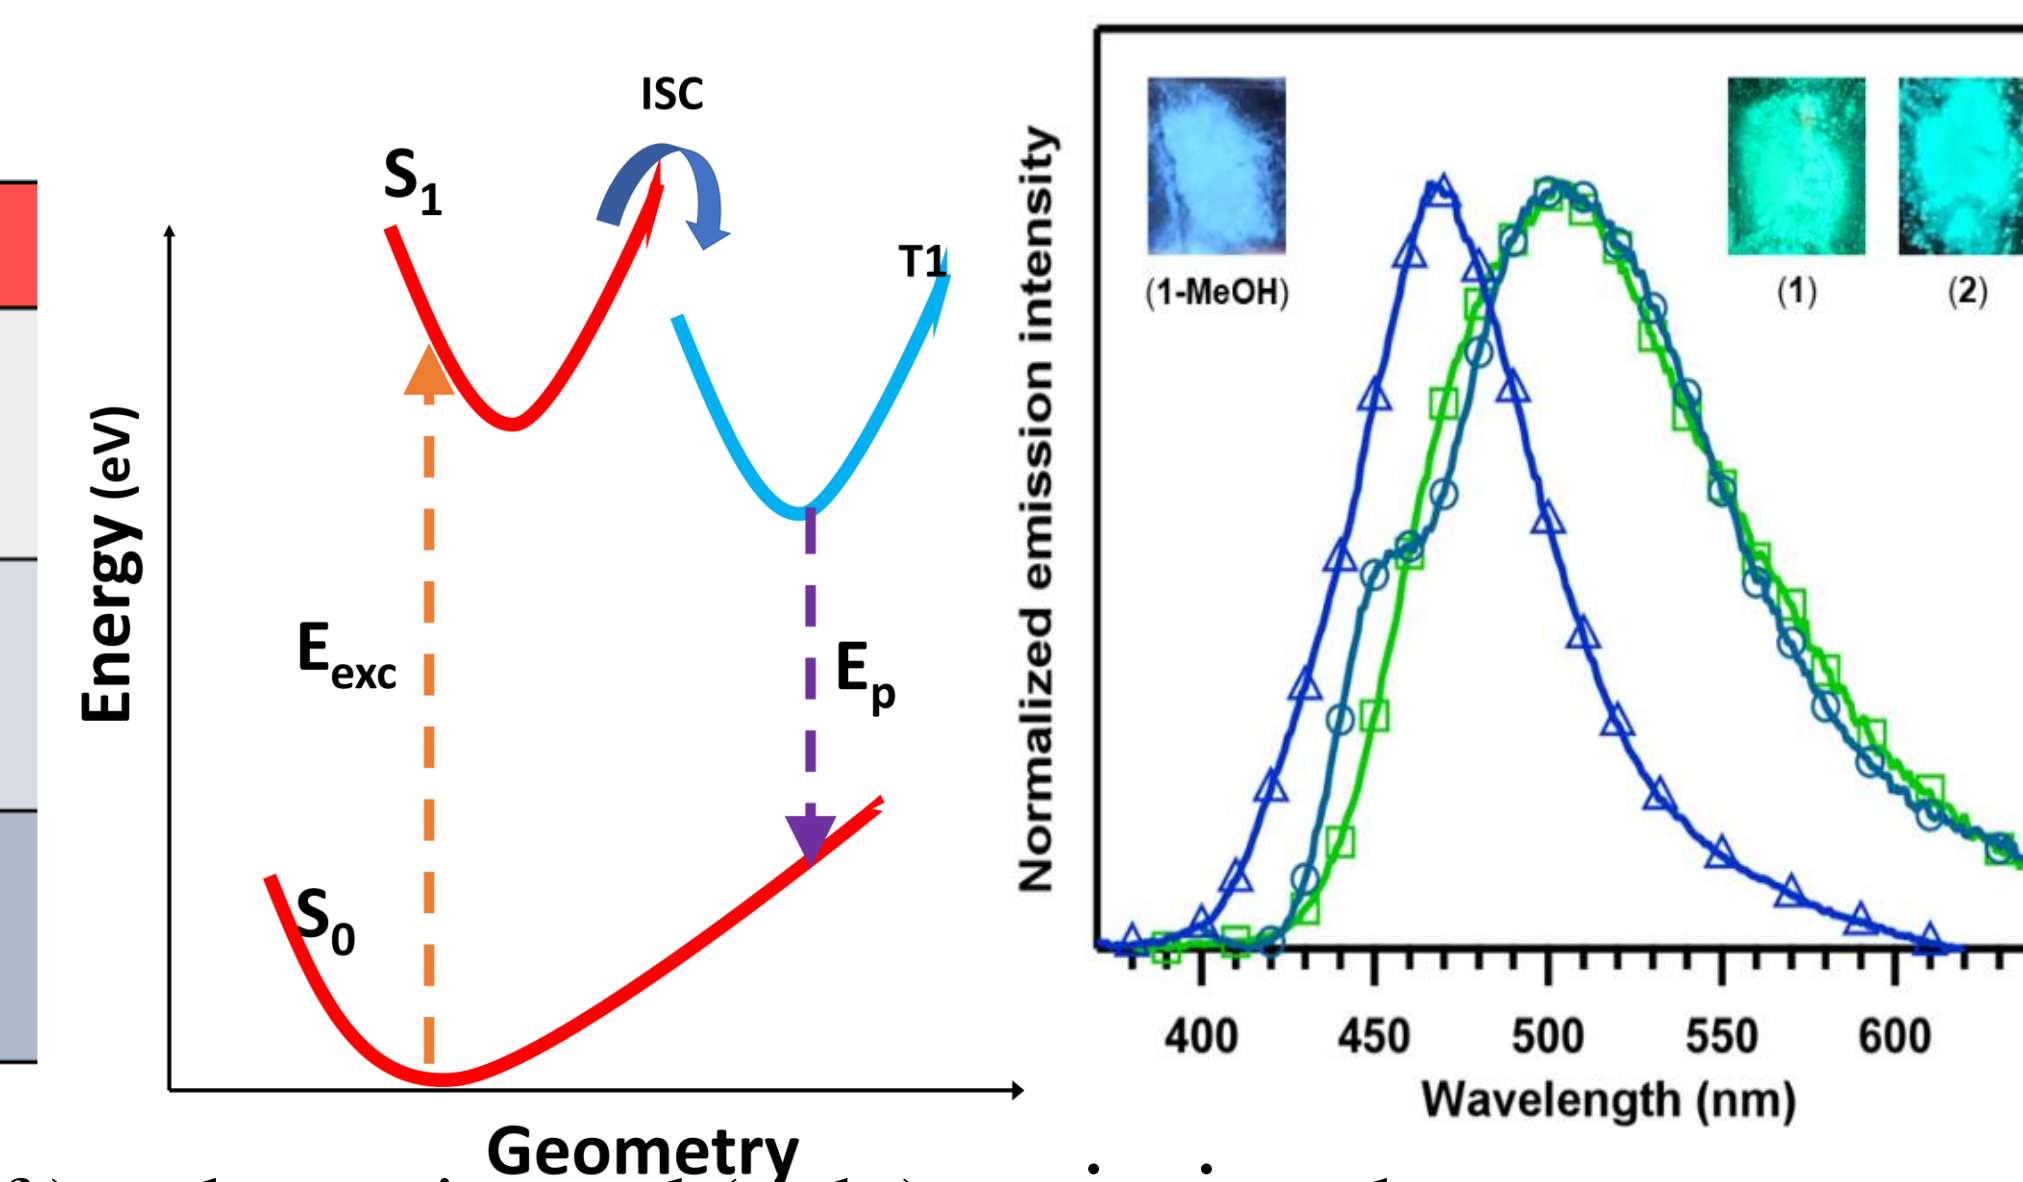 ISC
S1
T1
Energy (eV)
Eexc
Ep
S0
Geometry
Normalized emission intensity
(1-MeOH)
(1)
(2)
400 450 500 550 600
Wavelength (nm)